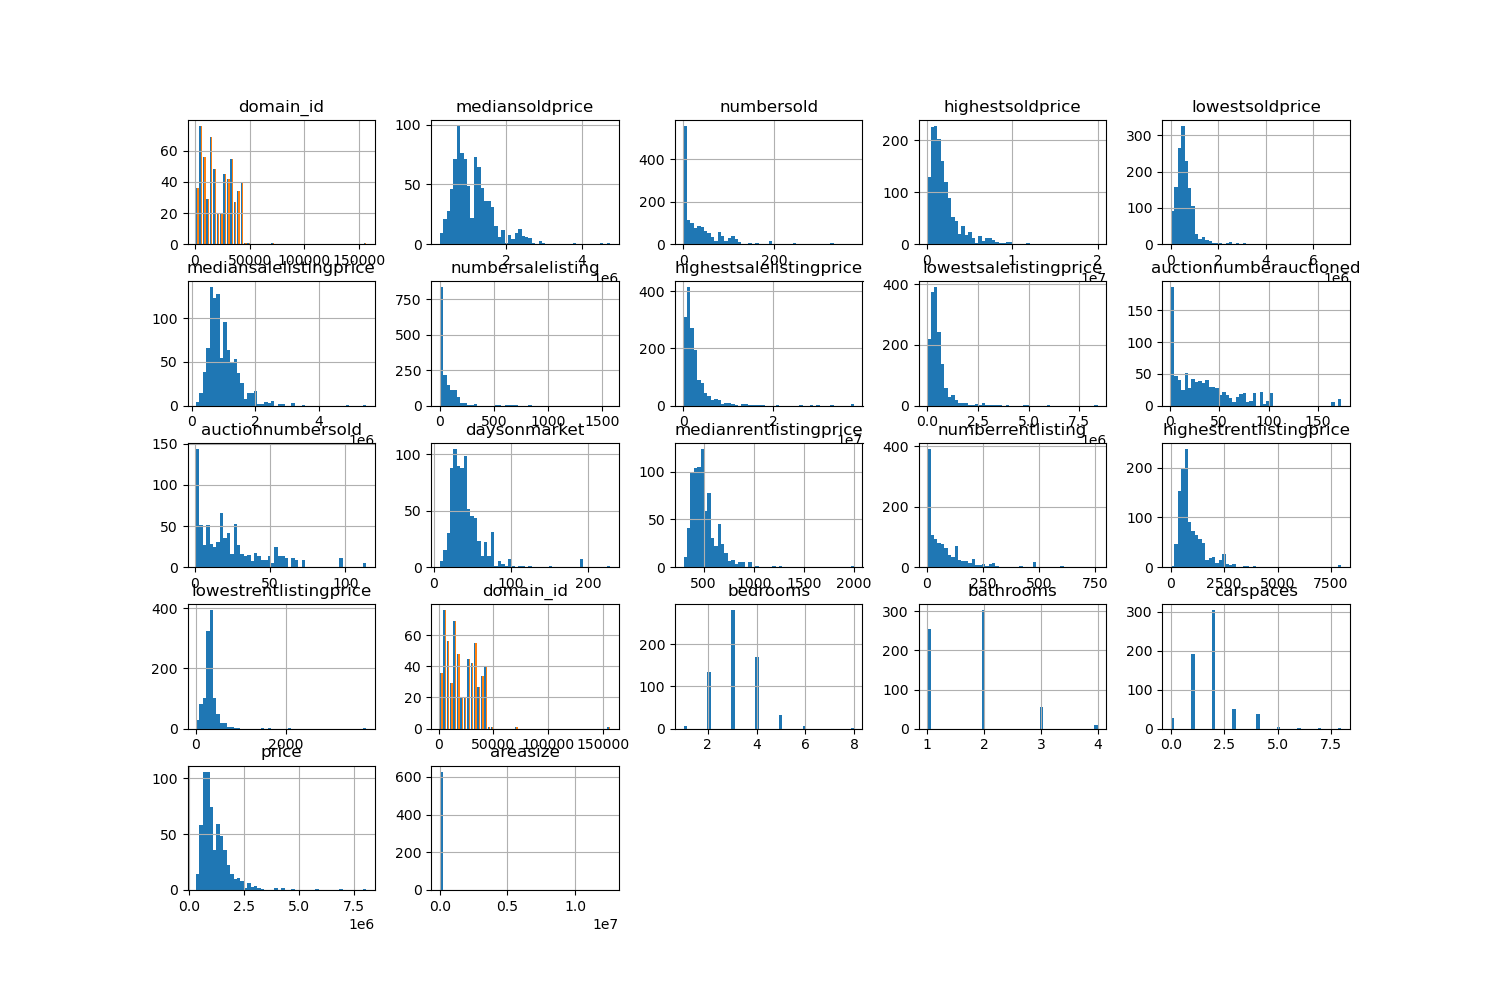 domain_id mediansoldprice numbersold highestsoldprice lowestsoldprice
0 20 40 60
0 50000 100000 150000
0 50 100
2 4
1e6
0 200 400
0 200
0 100 200
0 1 2
1e7
0 100 200 300
0 2 4 6
1e6
mediansalelistingprice numbersalelisting highestsalelistingprice lowestsalelistingprice auctionnumberauctioned
0 50 100
0 2 4
1e6
0 250 500 750
0 500 1000 1500
0 200 400
0 2
1e7
0 200 400
0.0 2.5 5.0 7.5
1e6
0 50 100 150
0 50 100 150
auctionnumbersold daysonmarket medianrentlistingprice numberrentlisting highestrentlistingprice
0 50 100 150
0 50 100
0 50 100
0 100 200
0 50 100
500 1000 1500 2000
0 200 400
0 250 500 750
0 100 200
0 2500 5000 7500
lowestrentlistingprice domain_id bedrooms bathrooms carspaces
0 200 400
0 2000
0 20 40 60
0 50000 100000 150000
0 100 200
2 4 6 8
0 100 200 300
1 2 3 4
0 100 200 300
0.0 2.5 5.0 7.5
price areasize
0 50 100
0.0 2.5 5.0 7.5
1e6
0 200 400 600
0.0 0.5 1.0
1e7